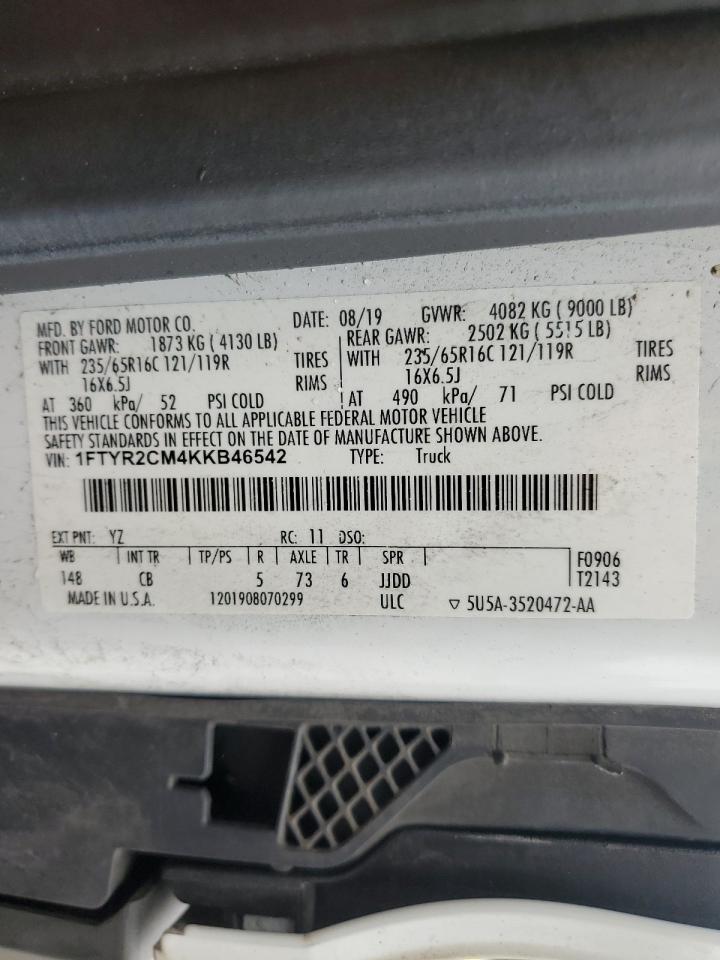 MFD. BY FORD MOTOR CO. DATE: 08/19 GVWR: 4082 KG ( 9000 LB)
FRONT GAWR: 1873 KG ( 4130 LB) REAR GAWR: 2502 KG ( 5515 LB)
WITH 235/65R16C 121/119R TIRES WITH 235/65R16C 121/119R TIRES
16X6.5J RIMS 16X6.5J RIMS
AT 360 kPa/ 52 PSI COLD AT 490 kPa/ 71 PSI COLD
THIS VEHICLE CONFORMS TO ALL APPLICABLE FEDERAL MOTOR VEHICLE
SAFETY STANDARDS IN EFFECT ON THE DATE OF MANUFACTURE SHOWN ABOVE.
VIN: 1FTYR2CM4KKB46542 TYPE: Truck
EXT PNT: YZ RC: 11 DSO:
WB INT TR TP/PS R AXLE TR SPR F0906
148 CB 5 73 6 JJDD T2143
MADE IN U.S.A. 1201908070299 ULC ▽ 5U5A-3520472-AA